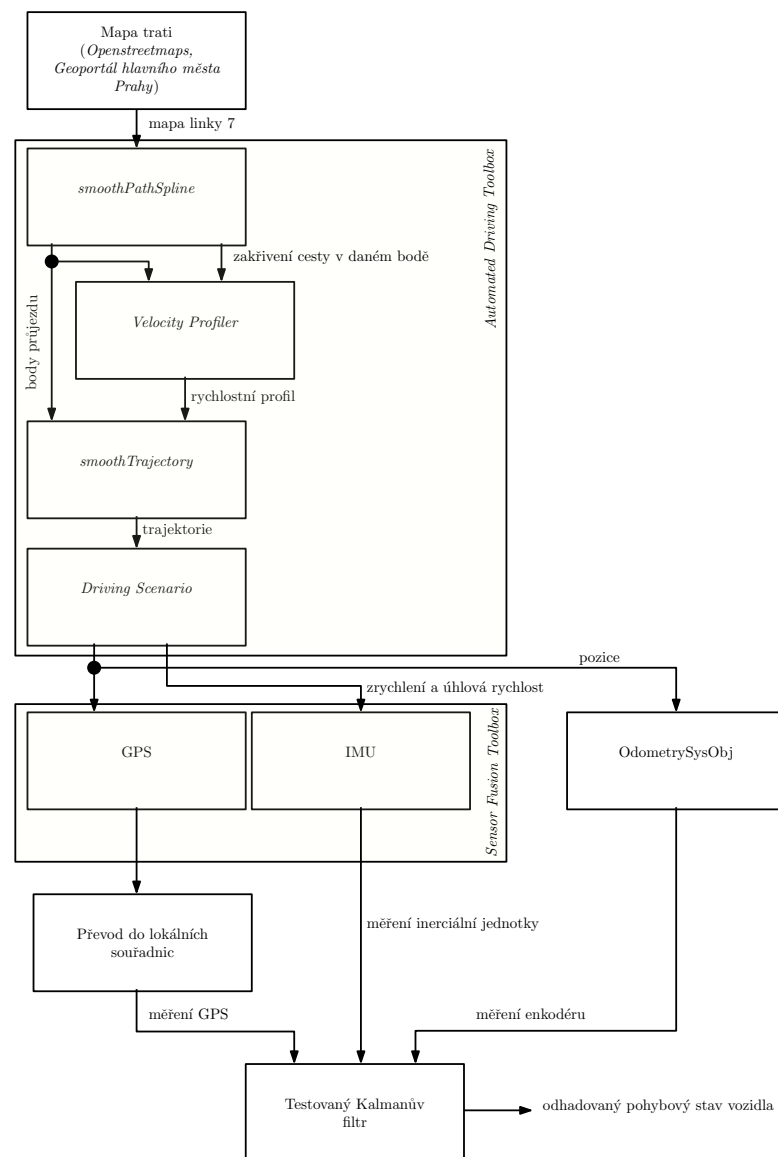 Mapa trati
(Openstreetmaps,
Geoportál hlavního města
Prahy)
mapa linky 7
Automated Driving Toolbox
smoothPathSpline
zakřivení cesty v daném bodě
body průjezdu
Velocity Profiler
rychlostní profil
smoothTrajectory
trajektorie
Driving Scenario
pozice
zrychlení a úhlová rychlost
Sensor Fusion Toolbox
GPS
IMU
OdometrySysObj
Převod do lokálních
souřadnic
měření inerciální jednotky
měření GPS
měření enkodéru
Testovaný Kalmanův
filtr
odhadovaný pohybový stav vozidla